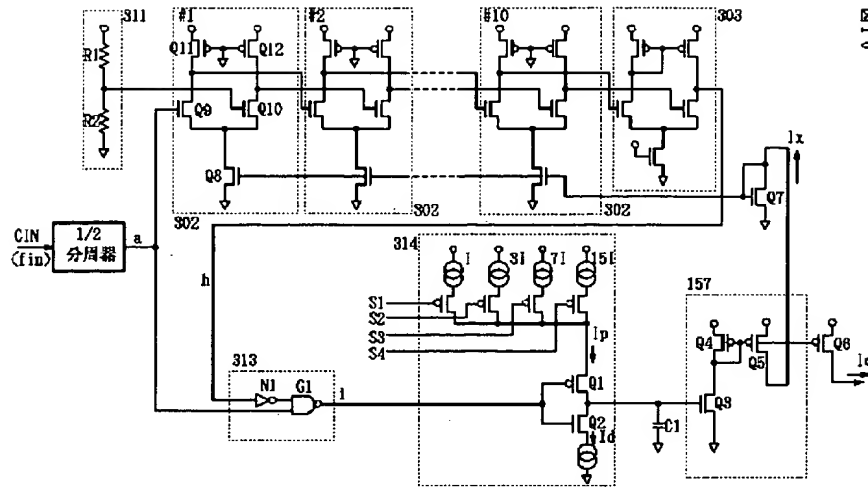 311
#1
#2
#10
303
R1
R2
Q11
Q12
Q9
Q10
Q8
302
302
302
Q7
Ix
CIN
(fin)
1/2
分周器
a
h
314
I
3I
7I
15I
S1
S2
S3
S4
Ip
Q1
Q2
Id
C1
157
Q4
Q5
Q6
Q3
313
N1
G1
i